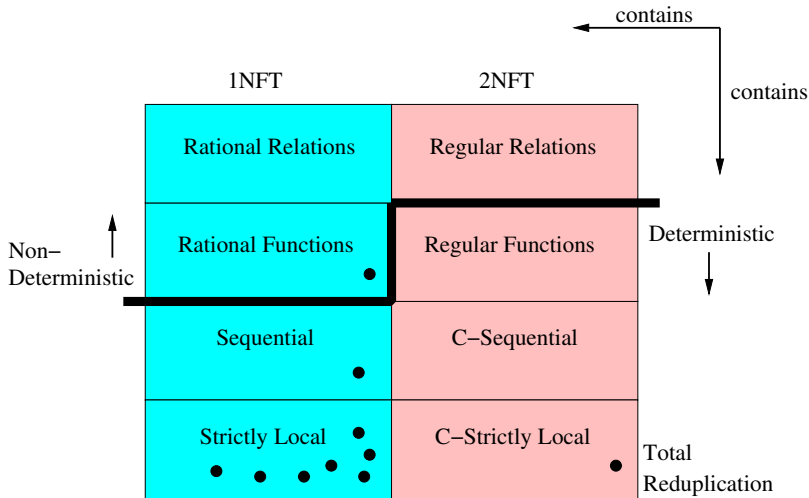 contains
contains
1NFT
2NFT
Rational Relations
Regular Relations
Non−
Deterministic
Rational Functions
Regular Functions
Deterministic
Sequential
C−Sequential
Strictly Local
C−Strictly Local
Total
Reduplication